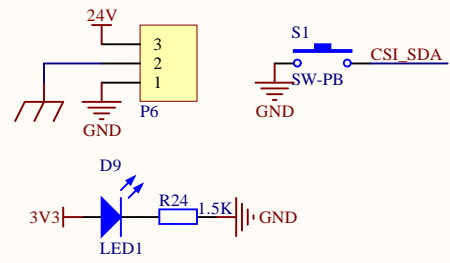 24V
3
2
1
GND
P6
S1
CSI_SDA
SW-PB
GND
D9
R24
1.5K
3V3
GND
LED1